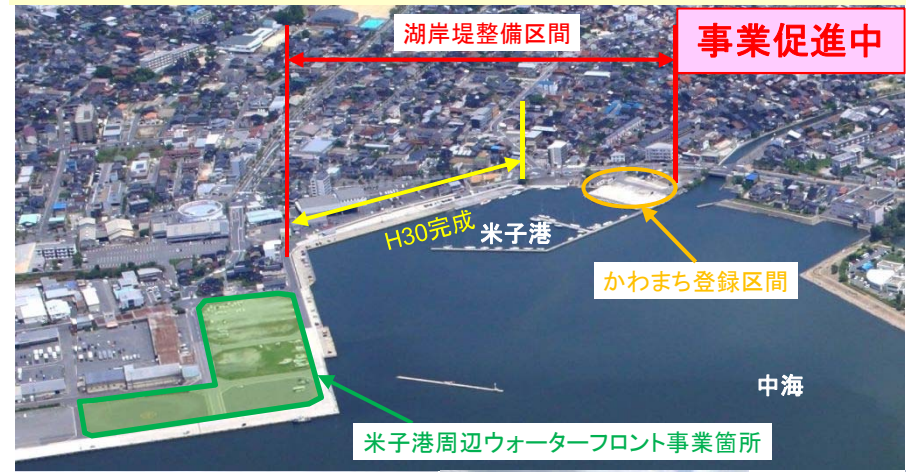 湖岸堤整備区間
事業促進中
H30完成
米子港
かわまち登録区間
中海
米子港周辺ウォーターフロント事業箇所